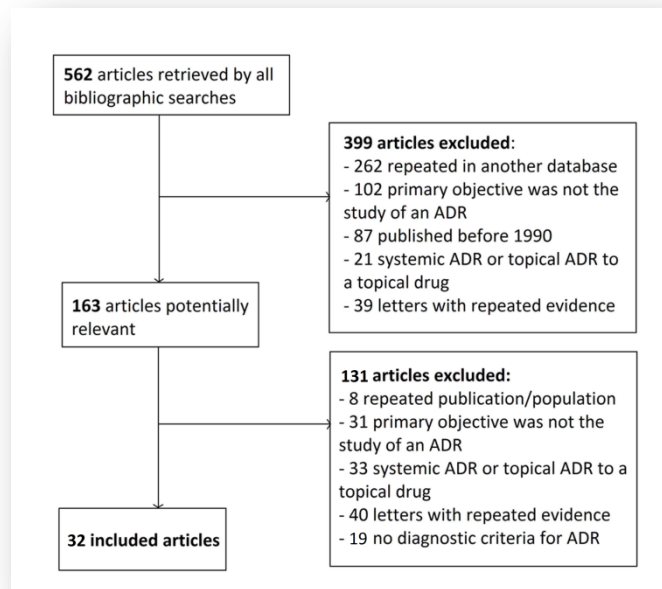 562 articles retrieved by all
bibliographic searches
399 articles excluded:
- 262 repeated in another database
- 102 primary objective was not the
study of an ADR
- 87 published before 1990
- 21 systemic ADR or topical ADR to
a topical drug
- 39 letters with repeated evidence
163 articles potentially
relevant
131 articles excluded:
- 8 repeated publication/population
- 31 primary objective was not the
study of an ADR
- 33 systemic ADR or topical ADR to a
topical drug
- 40 letters with repeated evidence
- 19 no diagnostic criteria for ADR
32 included articles